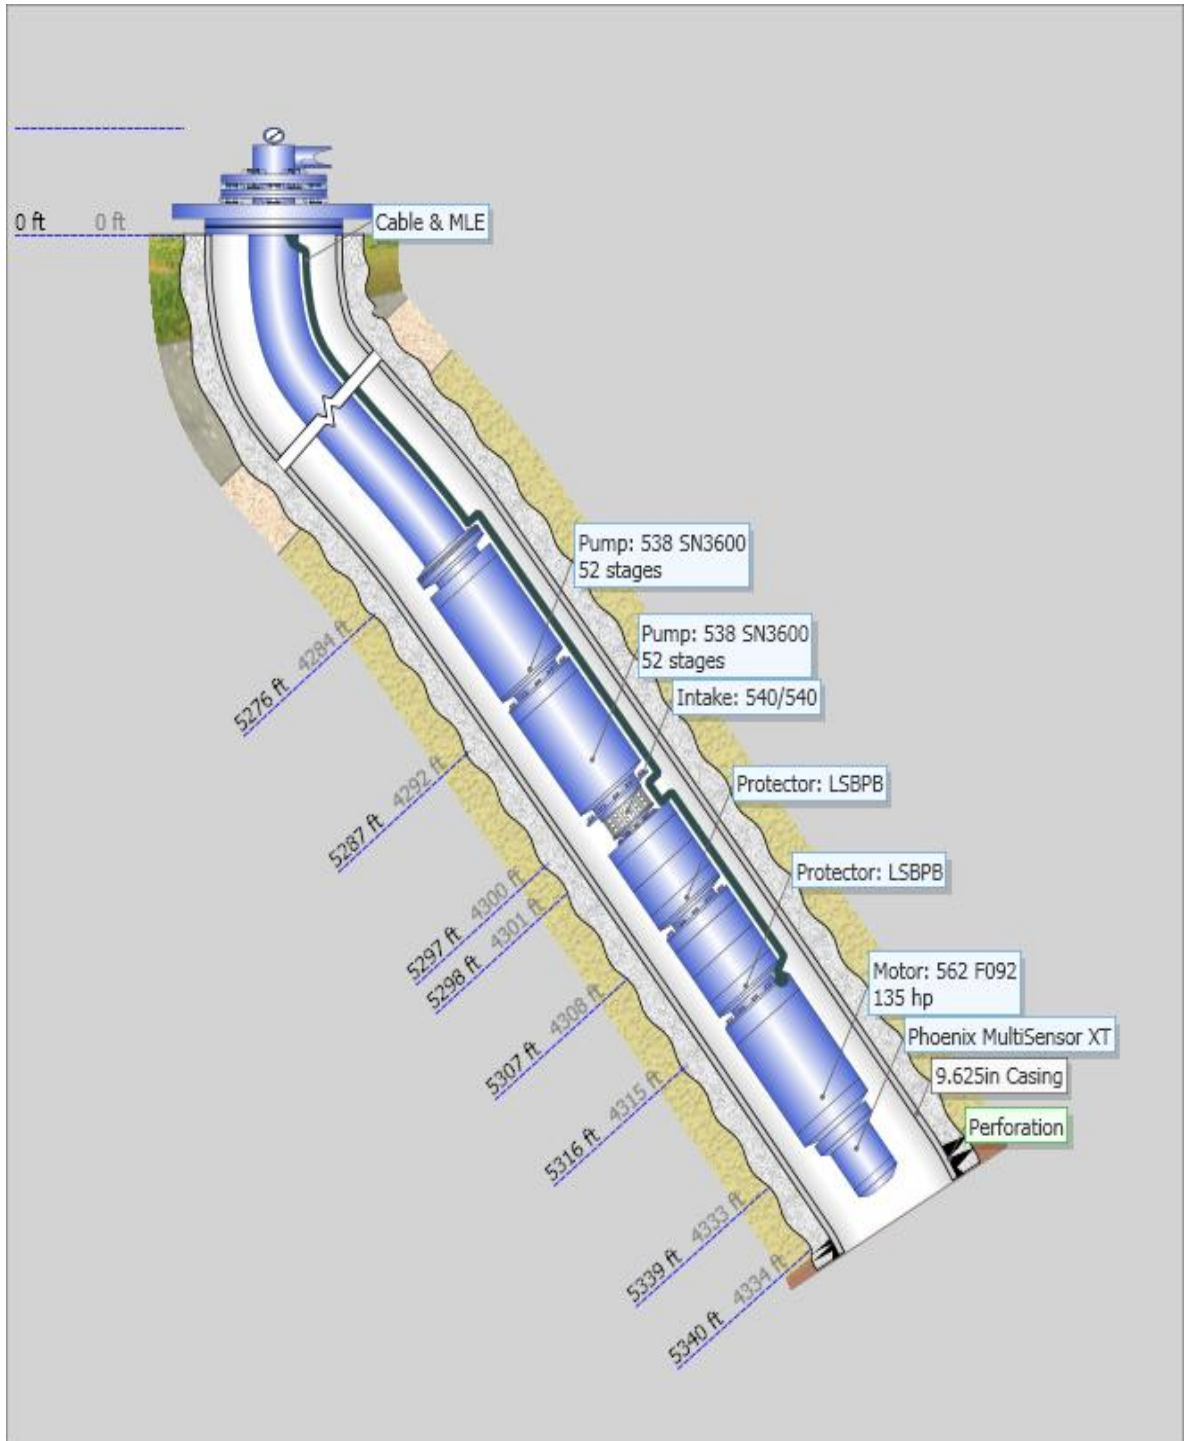 0 ft 0 ft
Cable & MLE
Pump: 538 SN3600
52 stages
Pump: 538 SN3600
52 stages
Intake: 540/540
Protector: LSBPB
Protector: LSBPB
Motor: 562 F092
135 hp
Phoenix MultiSensor XT
9.625in Casing
Perforation
5276 ft 4284 ft
5287 ft 4292 ft
5297 ft 4300 ft
5298 ft 4301 ft
5307 ft 4308 ft
5316 ft 4315 ft
5339 ft 4333 ft
5340 ft 4334 ft